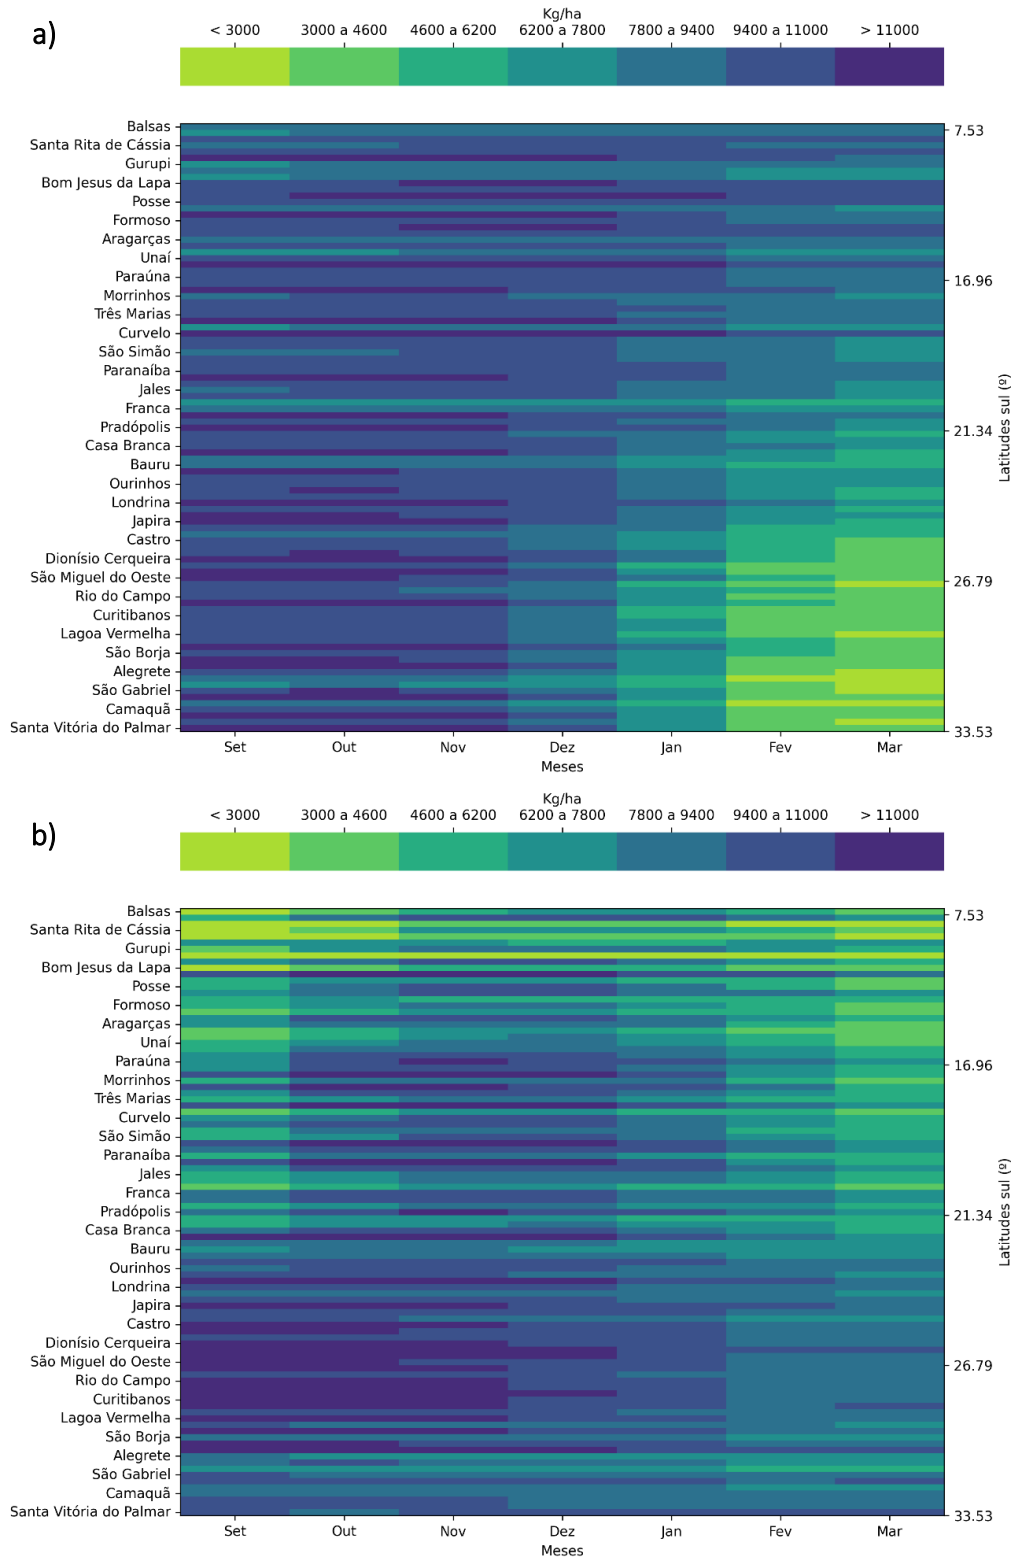 a)
Kg/ha
< 3000 3000 a 4600 4600 a 6200 6200 a 7800 7800 a 9400 9400 a 11000 > 11000
Balsas
7.53
Santa Rita de Cássia
Gurupi
Bom Jesus da Lapa
Posse
Formoso
Aragarças
Unaí
Paraúna
16.96
Morrinhos
Três Marias
Curvelo
São Simão
Paranaíba
Jales
Franca
Pradópolis
21.34
Casa Branca
Bauru
Ourinhos
Londrina
Japira
Castro
Dionísio Cerqueira
São Miguel do Oeste
26.79
Rio do Campo
Curitibanos
Lagoa Vermelha
São Borja
Alegrete
São Gabriel
Camaquã
Santa Vitória do Palmar
33.53
Latitudes sul (º)
Set Out Nov Dez Jan Fev Mar
Meses
b)
Kg/ha
< 3000 3000 a 4600 4600 a 6200 6200 a 7800 7800 a 9400 9400 a 11000 > 11000
Balsas
7.53
Santa Rita de Cássia
Gurupi
Bom Jesus da Lapa
Posse
Formoso
Aragarças
Unaí
Paraúna
16.96
Morrinhos
Três Marias
Curvelo
São Simão
Paranaíba
Jales
Franca
Pradópolis
21.34
Casa Branca
Bauru
Ourinhos
Londrina
Japira
Castro
Dionísio Cerqueira
São Miguel do Oeste
26.79
Rio do Campo
Curitibanos
Lagoa Vermelha
São Borja
Alegrete
São Gabriel
Camaquã
Santa Vitória do Palmar
33.53
Latitudes sul (º)
Set Out Nov Dez Jan Fev Mar
Meses